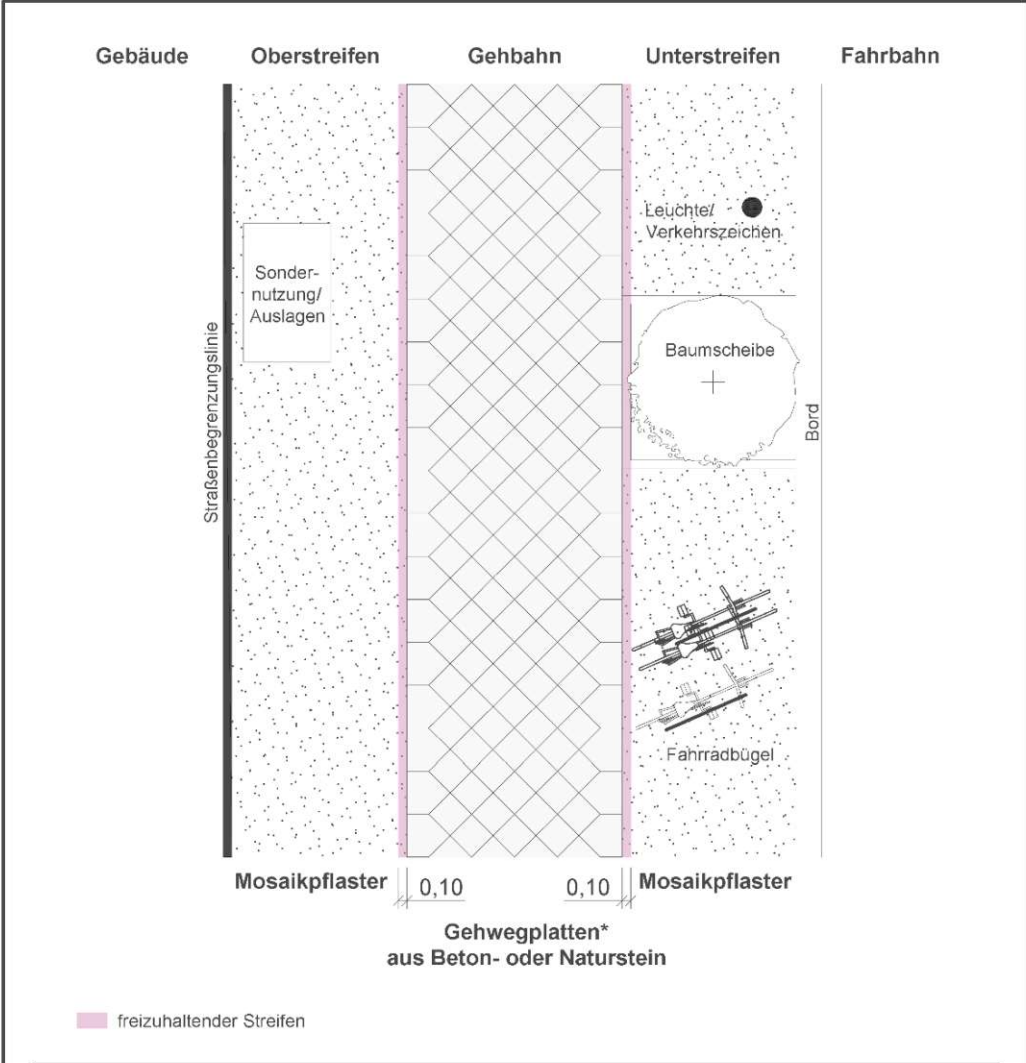 Gebäude Oberstreifen Gehbahn Unterstreifen Fahrbahn
Leuchte/
Verkehrszeichen
Sonder-
nutzung/
Auslagen
Straßenbegrenzungslinie
Baumscheibe
Bord
Fahrradbügel
Mosaikpflaster 0,10 0,10 Mosaikpflaster
Gehwegplatten*
aus Beton- oder Naturstein
freizuhaltender Streifen